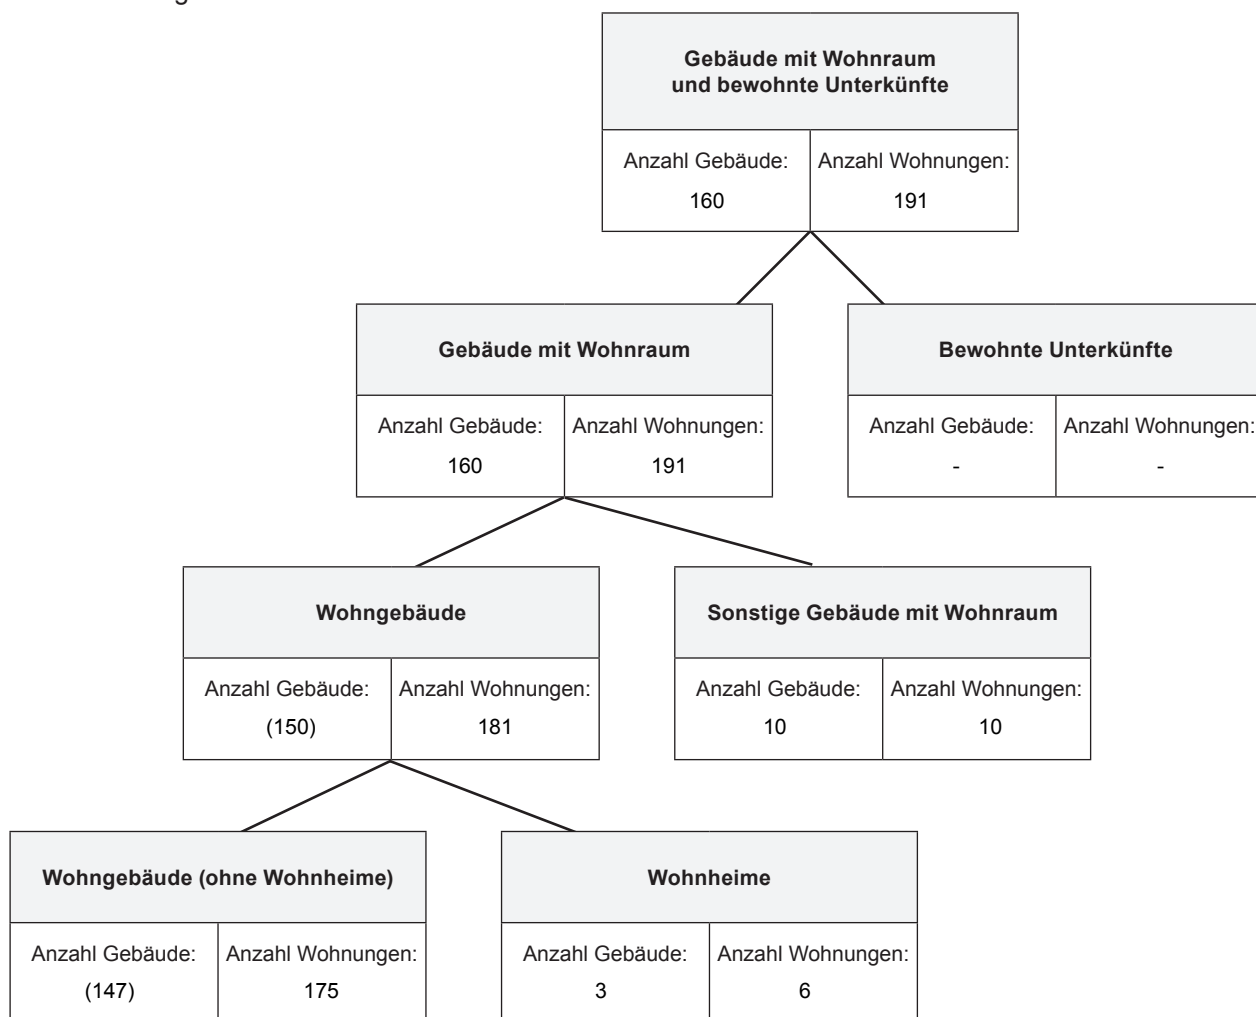 Gebäude mit Wohnraum
und bewohnte Unterkünfte
Anzahl Gebäude: Anzahl Wohnungen:
160 191
Gebäude mit Wohnraum Bewohnte Unterkünfte
Anzahl Gebäude: Anzahl Wohnungen: Anzahl Gebäude: Anzahl Wohnungen:
160 191 - -
Wohngebäude Sonstige Gebäude mit Wohnraum
Anzahl Gebäude: Anzahl Wohnungen: Anzahl Gebäude: Anzahl Wohnungen:
(150) 181 10 10
Wohngebäude (ohne Wohnheime) Wohnheime
Anzahl Gebäude: Anzahl Wohnungen: Anzahl Gebäude: Anzahl Wohnungen:
(147) 175 3 6